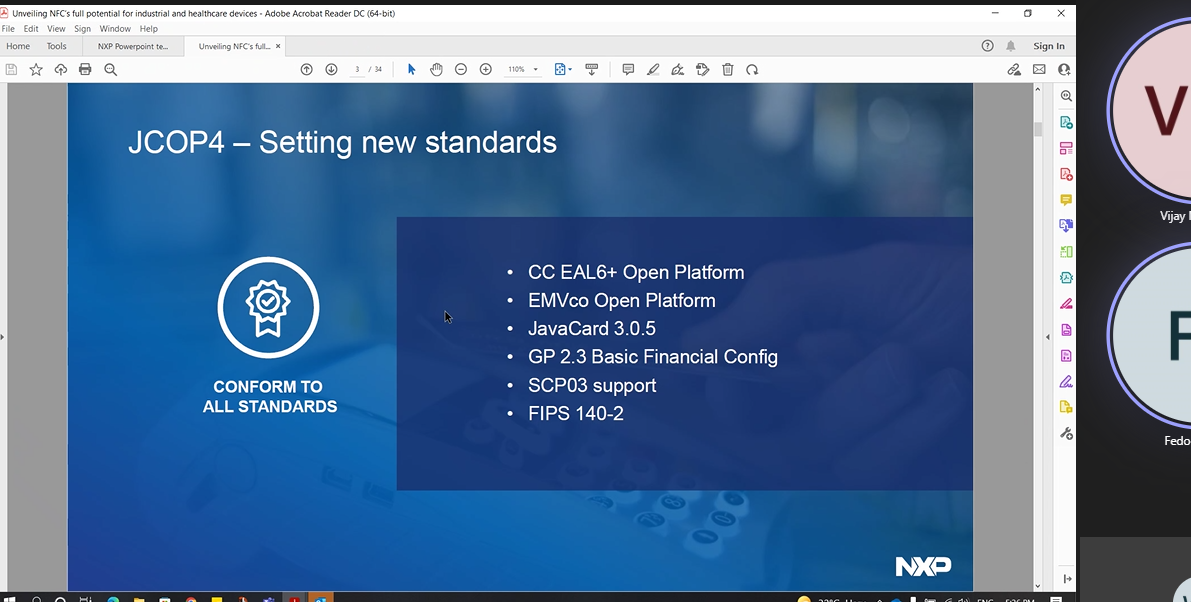 Unveiling NFC's full potential for industrial and healthcare devices - Adobe Acrobat Reader DC (64-bit)
File Edit View Sign Window Help
Home Tools NXP Powerpoint te... Unveiling NFC's full... × Sign In
3 / 34 110%
JCOP4 – Setting new standards
CONFORM TO
ALL STANDARDS
• CC EAL6+ Open Platform
• EMVco Open Platform
• JavaCard 3.0.5
• GP 2.3 Basic Financial Config
• SCP03 support
• FIPS 140-2
NXP
V
Vijay
F
Fedo
ENG